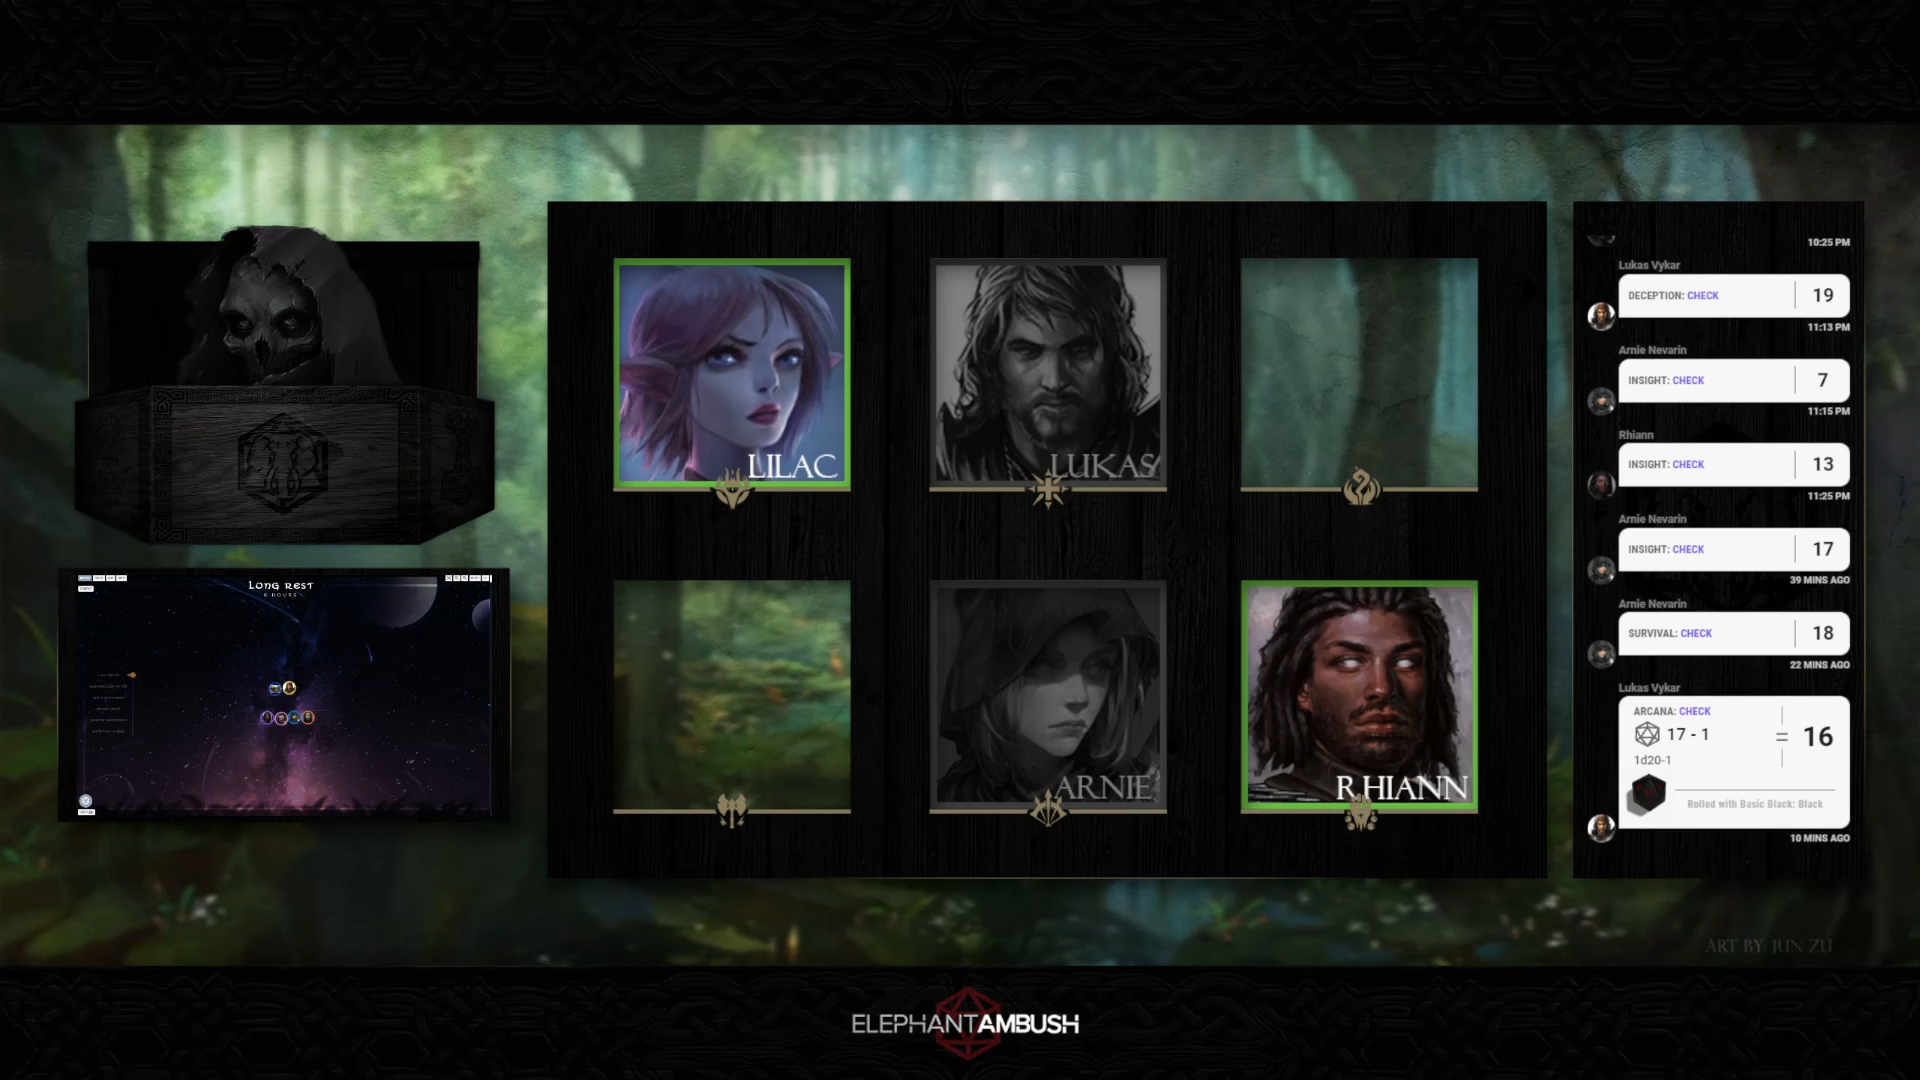 LONG REST
6 HOURS
LILAC
LUKAS
ARNIE
RHIANN
10:25 PM
Lukas Vykar
DECEPTION: CHECK
19
11:13 PM
Arnie Nevarin
INSIGHT: CHECK
7
11:15 PM
Rhiann
INSIGHT: CHECK
13
11:25 PM
Arnie Nevarin
INSIGHT: CHECK
17
39 MINS AGO
Arnie Nevarin
SURVIVAL: CHECK
18
22 MINS AGO
Lukas Vykar
ARCANA: CHECK
17 - 1
= 16
1d20-1
Rolled with Basic Black: Black
10 MINS AGO
ART BY: JUN ZU
ELEPHANTAMBUSH